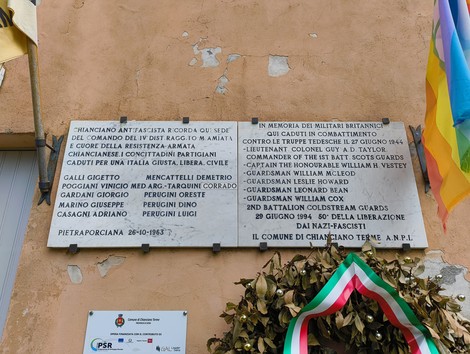 CHIANCIANO ANTIFASCISTA RICORDA QUI SEDE
DEL COMANDO DEL IV DIST. RAGG.TO M. AMIATA
E CUORE DELLA RESISTENZA ARMATA
CHIANCIANESE I CONCITTADINI PARTIGIANI
CADUTI PER UNA ITALIA GIUSTA, LIBERA, CIVILE
GALLI GIGETTO MENCATTELLI DEMETRIO
POGGIANI VINICIO MED. ARG. TARQUINI CORRADO
GARDANI GIORGIO PERUGINI ORESTE
MARINO GIUSEPPE PERUGINI DINO
CASAGNI ADRIANO PERUGINI LUIGI
PIETRAPORCIANA 26-10-1963
IN MEMORIA DEI MILITARI BRITANNICI
QUI CADUTI IN COMBATTIMENTO
CONTRO LE TRUPPE TEDESCHE IL 27 GIUGNO 1944
-LIEUTENANT COLONEL GUY A.D. TAYLOR,
COMMANDER OF THE 1ST BATT. SCOTS GUARDS
-CAPTAIN THE HONOURABLE WILLIAM H. VESTEY
-GUARDSMAN WILLIAM McLEOD
-GUARDSMAN LESLIE HOWARD
-GUARDSMAN LEONARD BEAN
-GUARDSMAN WILLIAM COX
2ND BATTALION COLDSTREAM GUARDS
29 GIUGNO 1994 50° DELLA LIBERAZIONE
DAI NAZI-FASCISTI
IL COMUNE DI CHIANCIANO TERME A.N.P.I.
PSR